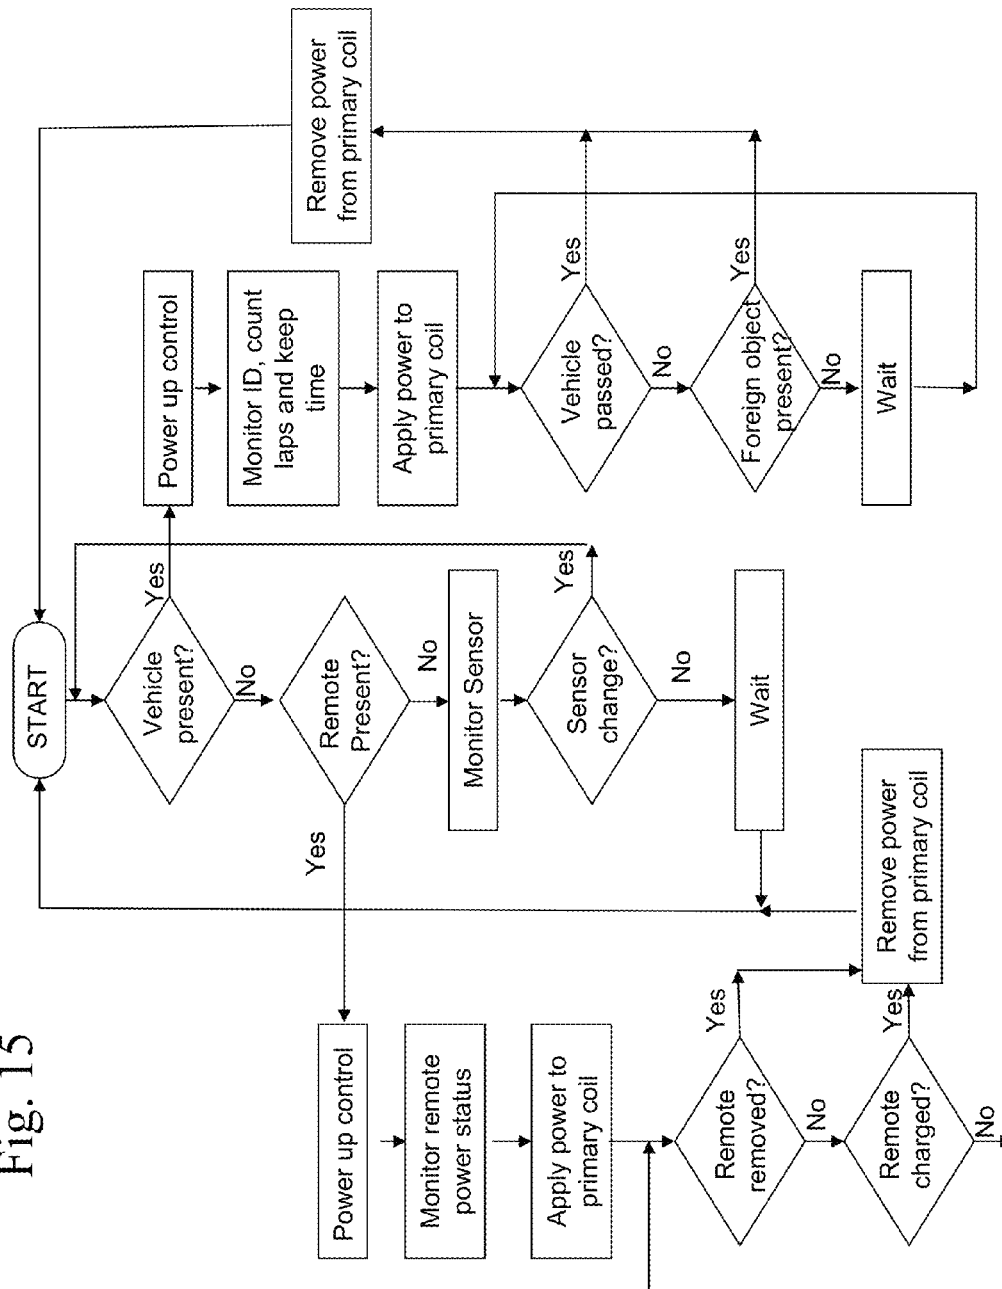 Fig. 15
START
Vehicle
present?
Yes
No
Remote
Present?
Yes
No
Monitor Sensor
Sensor
change?
Yes
No
Wait
Power up control
Monitor ID, count
laps and keep
time
Apply power to
primary coil
Vehicle
passed?
Yes
No
Foreign object
present?
Yes
No
Wait
Remove power
from primary coil
Power up control
Monitor remote
power status
Apply power to
primary coil
Remote
removed?
Yes
No
Remote
charged?
Yes
No
Remove power
from primary coil